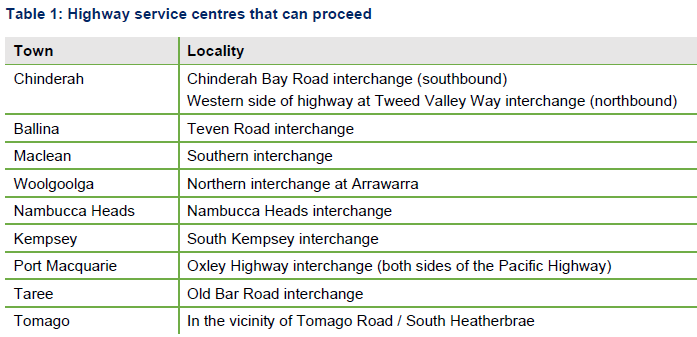 Table 1: Highway service centres that can proceed
Town Locality
Chinderah Chinderah Bay Road interchange (southbound)
Western side of highway at Tweed Valley Way interchange (northbound)
Ballina Teven Road interchange
Maclean Southern interchange
Woolgoolga Northern interchange at Arrawarra
Nambucca Heads Nambucca Heads interchange
Kempsey South Kempsey interchange
Port Macquarie Oxley Highway interchange (both sides of the Pacific Highway)
Taree Old Bar Road interchange
Tomago In the vicinity of Tomago Road / South Heatherbrae